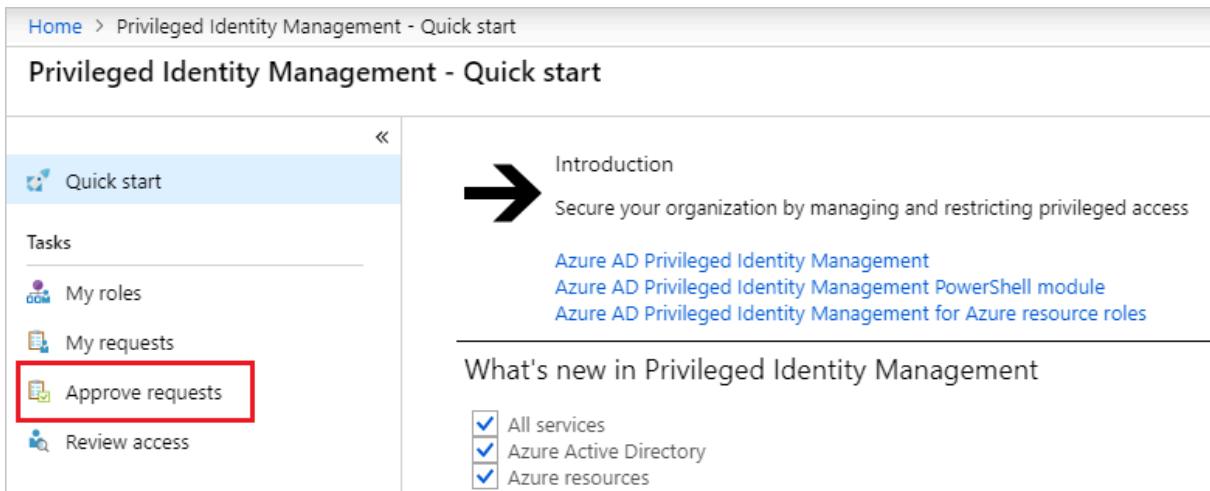 Home > Privileged Identity Management - Quick start
Privileged Identity Management - Quick start
«
Quick start
Tasks
My roles
My requests
Approve requests
Review access
Introduction
Secure your organization by managing and restricting privileged access
Azure AD Privileged Identity Management
Azure AD Privileged Identity Management PowerShell module
Azure AD Privileged Identity Management for Azure resource roles
What's new in Privileged Identity Management
All services
Azure Active Directory
Azure resources